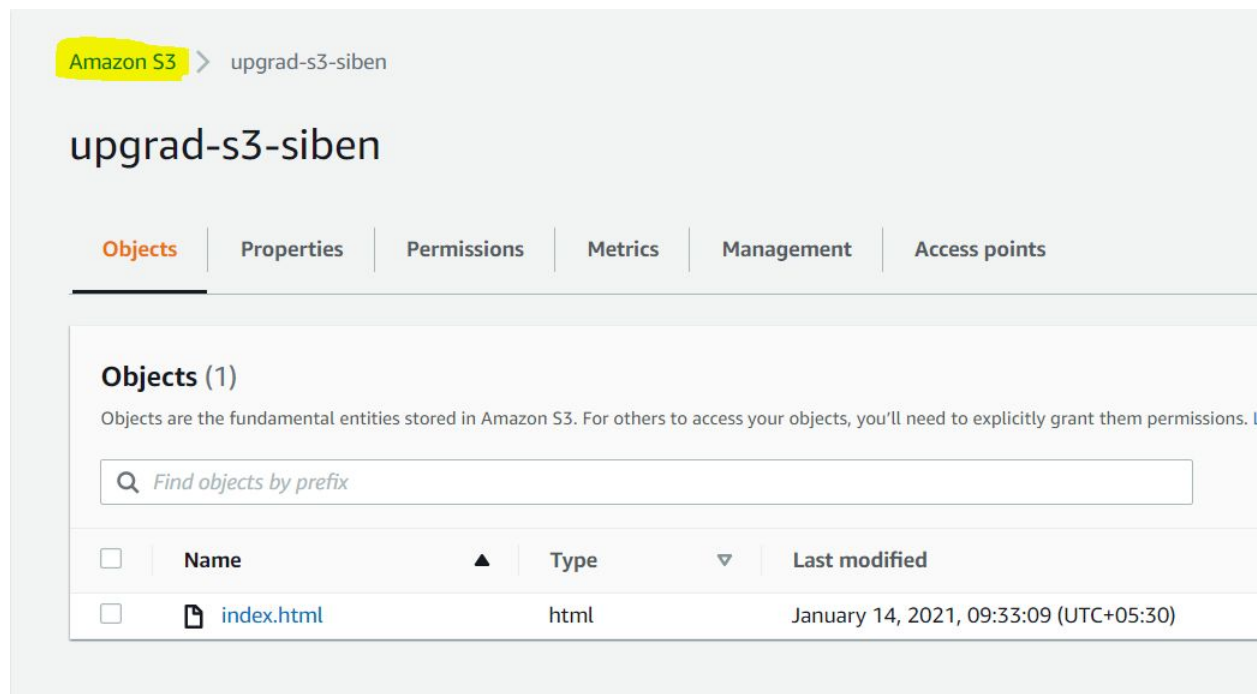 Amazon S3 > upgrad-s3-siben
upgrad-s3-siben
Objects Properties Permissions Metrics Management Access points
Objects (1)
Objects are the fundamental entities stored in Amazon S3. For others to access your objects, you'll need to explicitly grant them permissions.
Find objects by prefix
Name Type Last modified
index.html html January 14, 2021, 09:33:09 (UTC+05:30)